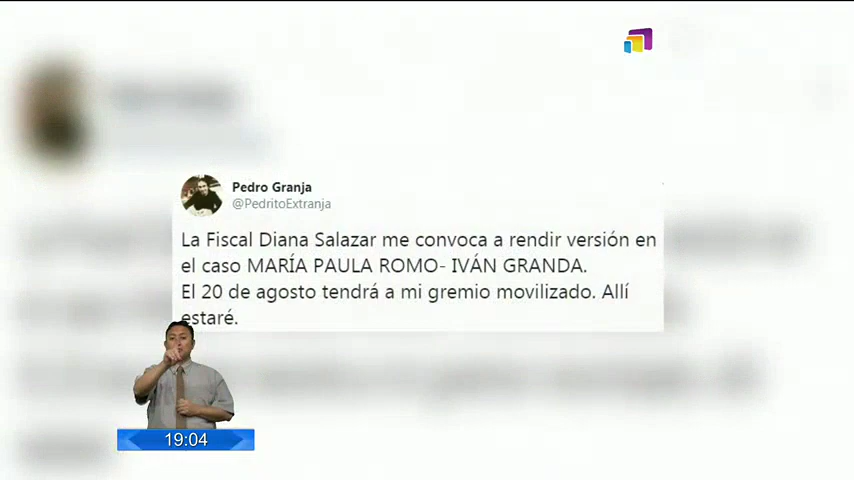 Pedro Granja
@PedritoExtranja
La Fiscal Diana Salazar me convoca a rendir versión en
el caso MARÍA PAULA ROMO- IVÁN GRANDA.
El 20 de agosto tendrá a mi gremio movilizado. Allí
estaré.
19:04